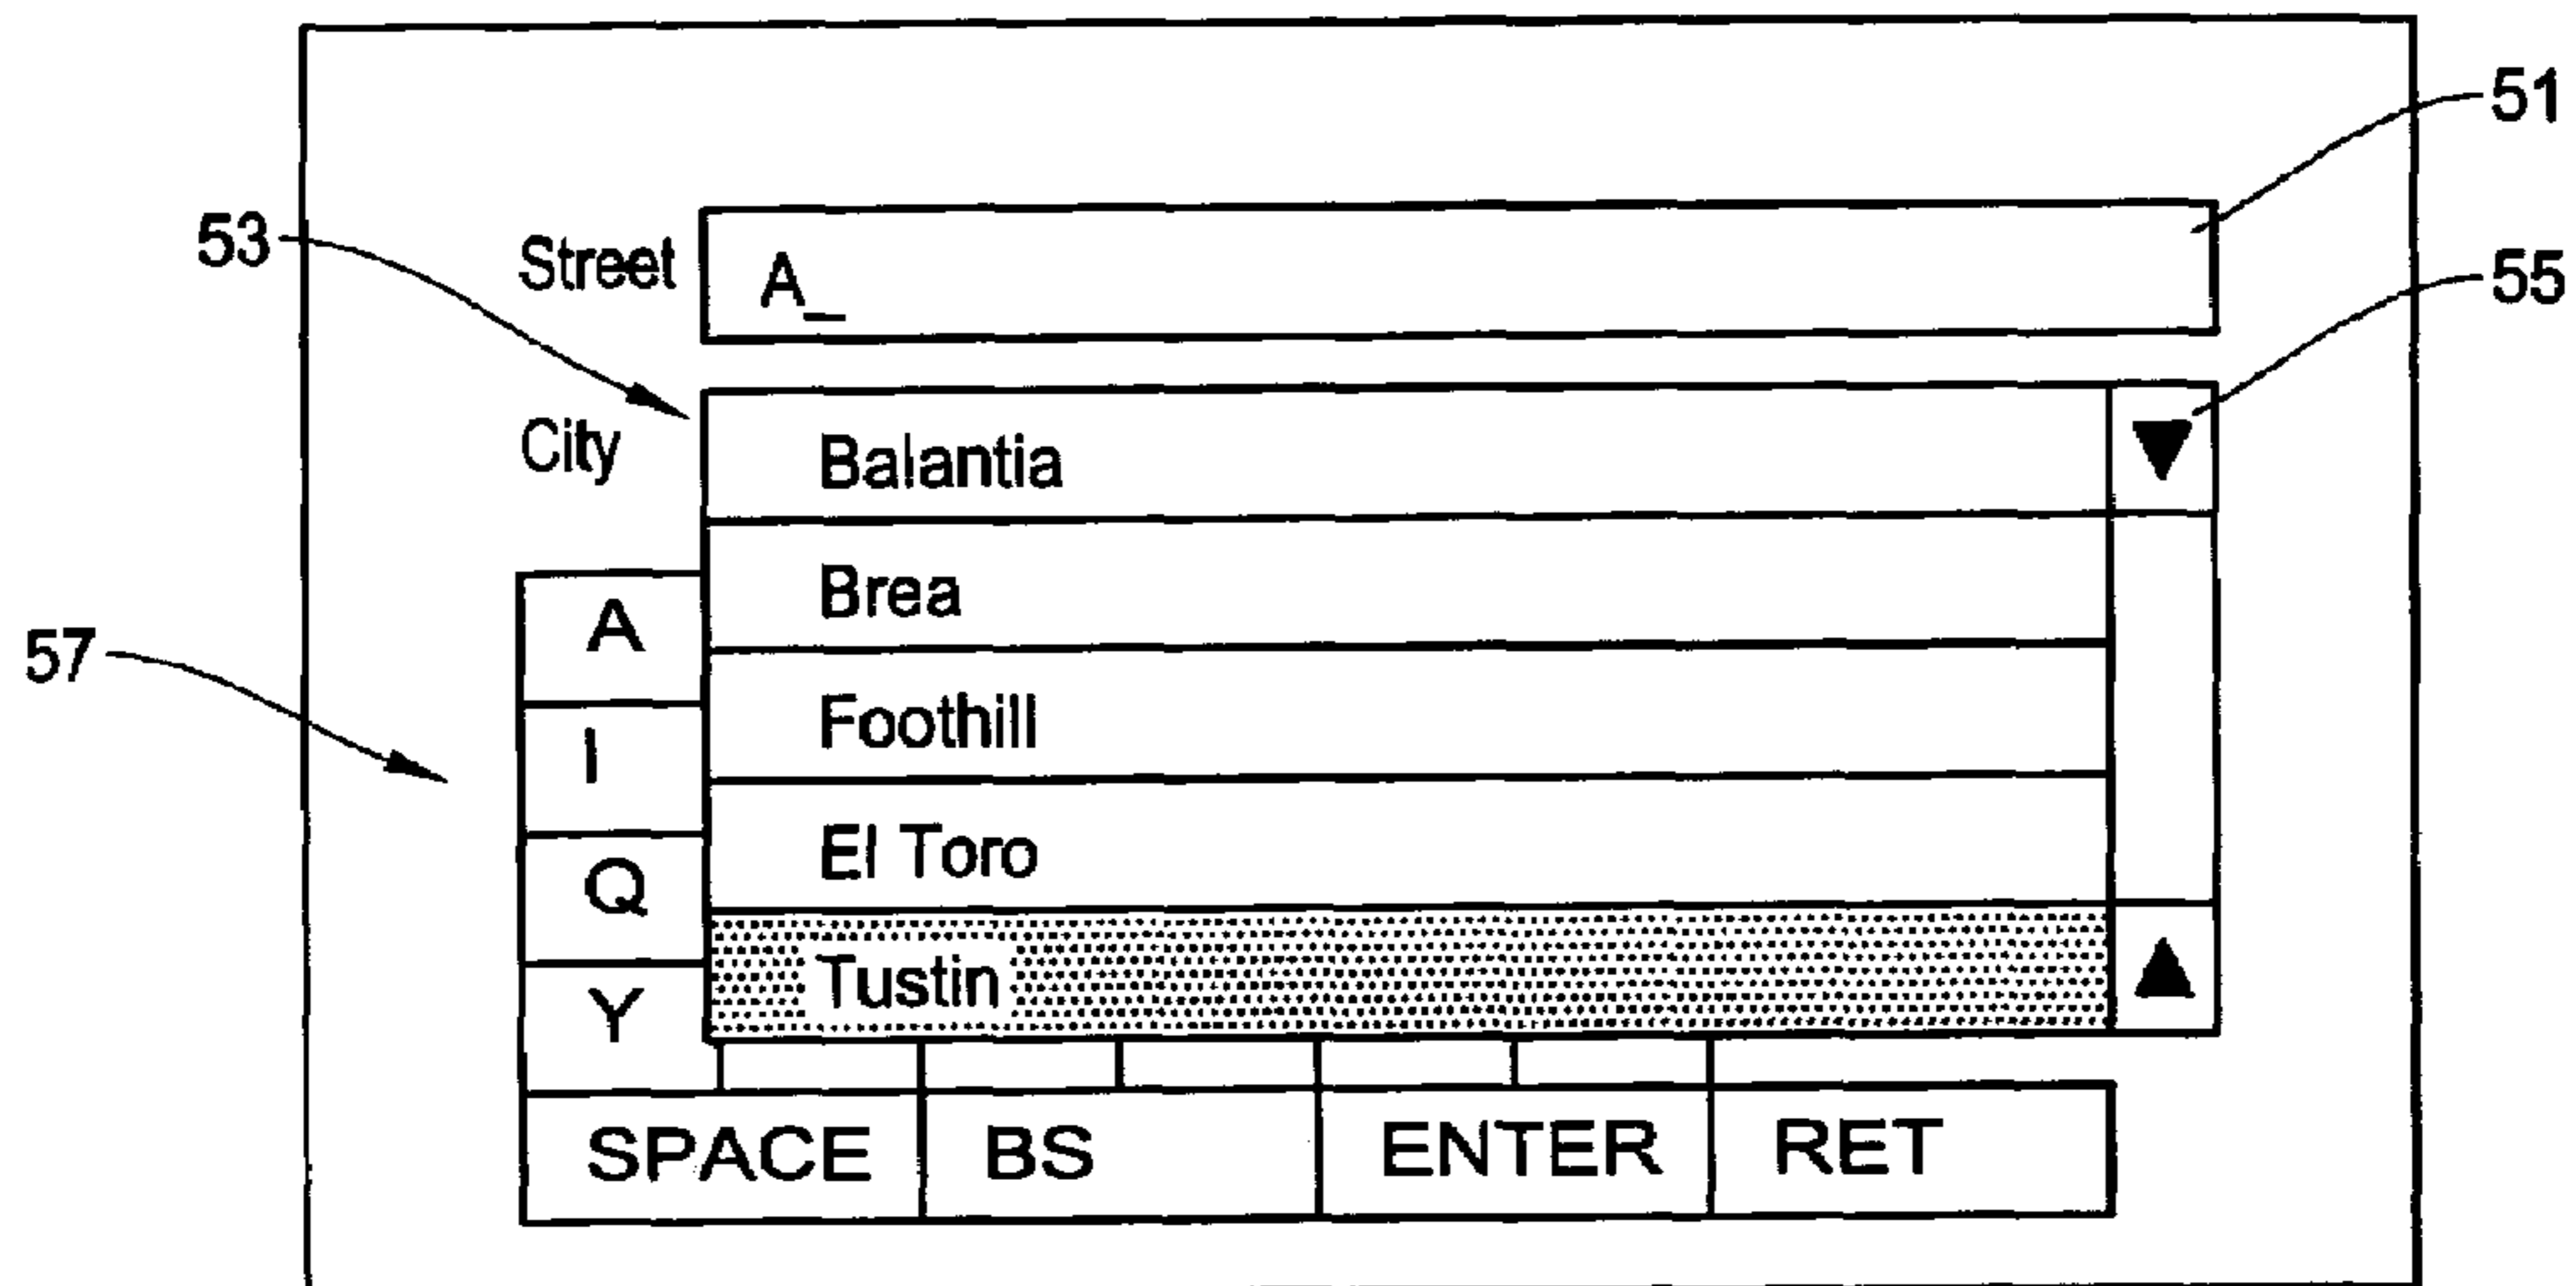 51
53
Street A_
55
City
Balantia
Brea
57
A
Foothill
I
El Toro
Q
Tustin
Y
SPACE BS ENTER RET